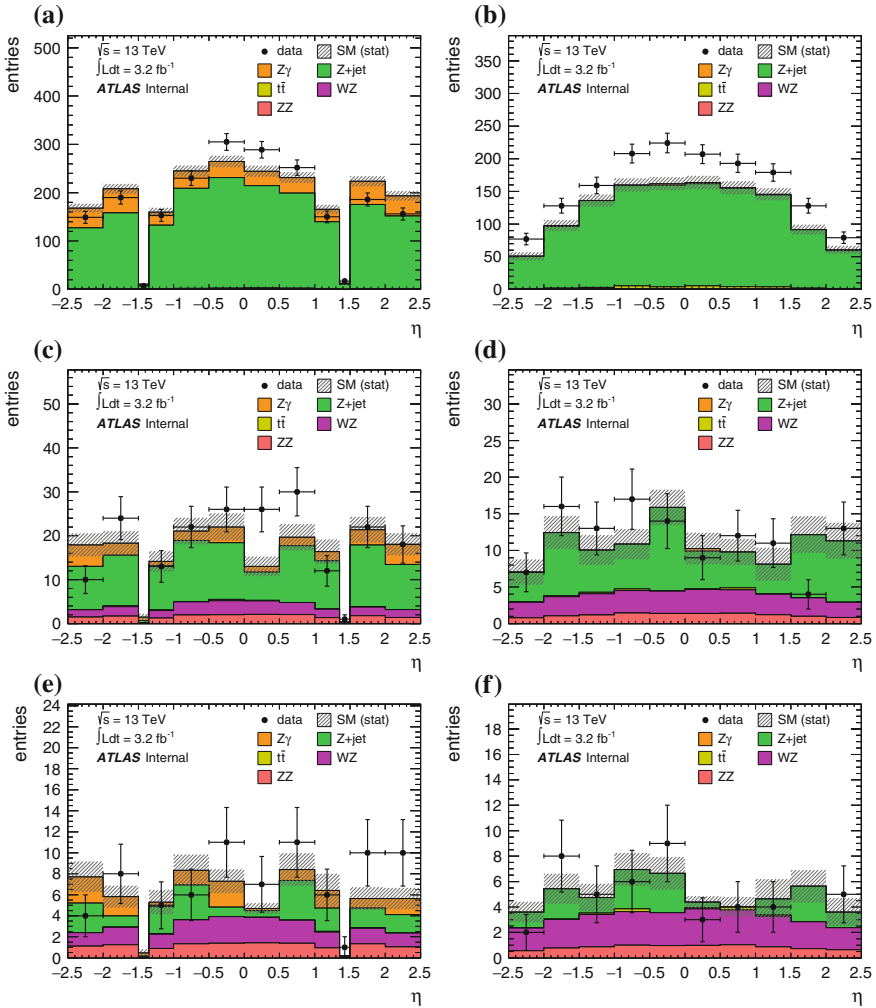 (a)
entries
500
400
300
200
100
0
√s = 13 TeV
∫Ldt = 3.2 fb⁻¹
ATLAS Internal
data
Zγ
tt̄
ZZ
SM (stat)
Z+jet
WZ
−2.5 −2 −1.5 −1 −0.5 0 0.5 1 1.5 2 2.5
η
(b)
entries
350
300
250
200
150
100
50
0
√s = 13 TeV
∫Ldt = 3.2 fb⁻¹
ATLAS Internal
data
Zγ
tt̄
ZZ
SM (stat)
Z+jet
WZ
−2.5 −2 −1.5 −1 −0.5 0 0.5 1 1.5 2 2.5
η
(c)
entries
50
40
30
20
10
0
√s = 13 TeV
∫Ldt = 3.2 fb⁻¹
ATLAS Internal
data
Zγ
tt̄
ZZ
SM (stat)
Z+jet
WZ
−2.5 −2 −1.5 −1 −0.5 0 0.5 1 1.5 2 2.5
η
(d)
entries
30
25
20
15
10
5
0
√s = 13 TeV
∫Ldt = 3.2 fb⁻¹
ATLAS Internal
data
Zγ
tt̄
ZZ
SM (stat)
Z+jet
WZ
−2.5 −2 −1.5 −1 −0.5 0 0.5 1 1.5 2 2.5
η
(e)
entries
24
22
20
18
16
14
12
10
8
6
4
2
0
√s = 13 TeV
∫Ldt = 3.2 fb⁻¹
ATLAS Internal
data
Zγ
tt̄
ZZ
SM (stat)
Z+jet
WZ
−2.5 −2 −1.5 −1 −0.5 0 0.5 1 1.5 2 2.5
η
(f)
entries
18
16
14
12
10
8
6
4
2
0
√s = 13 TeV
∫Ldt = 3.2 fb⁻¹
ATLAS Internal
data
Zγ
tt̄
ZZ
SM (stat)
Z+jet
WZ
−2.5 −2 −1.5 −1 −0.5 0 0.5 1 1.5 2 2.5
η